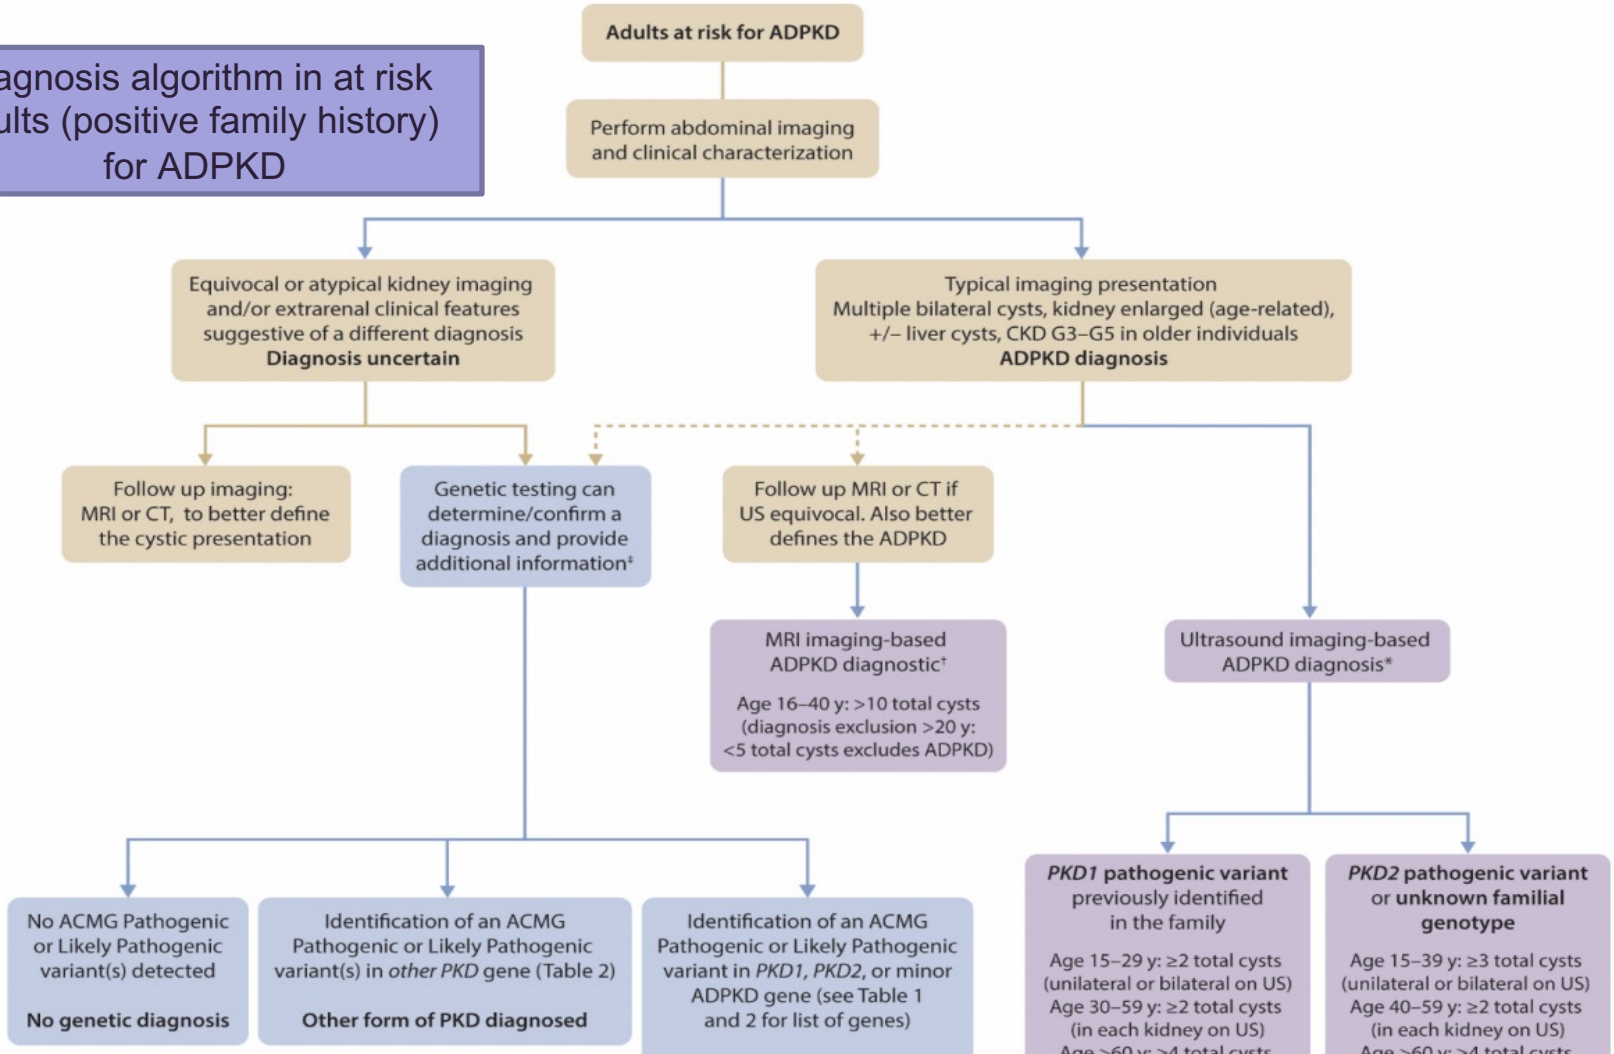 Adults at risk for ADPKD
agnosis algorithm in at risk
ults (positive family history)
for ADPKD
Perform abdominal imaging
and clinical characterization
Equivocal or atypical kidney imaging
and/or extrarenal clinical features
suggestive of a different diagnosis
Diagnosis uncertain
Typical imaging presentation
Multiple bilateral cysts, kidney enlarged (age-related),
+/– liver cysts, CKD G3–G5 in older individuals
ADPKD diagnosis
Follow up imaging:
MRI or CT, to better define
the cystic presentation
Genetic testing can
determine/confirm a
diagnosis and provide
additional information‡
Follow up MRI or CT if
US equivocal. Also better
defines the ADPKD
MRI imaging-based
ADPKD diagnostic†
Age 16–40 y: >10 total cysts
(diagnosis exclusion >20 y:
<5 total cysts excludes ADPKD)
Ultrasound imaging-based
ADPKD diagnosis*
No ACMG Pathogenic
or Likely Pathogenic
variant(s) detected
No genetic diagnosis
Identification of an ACMG
Pathogenic or Likely Pathogenic
variant(s) in other PKD gene (Table 2)
Other form of PKD diagnosed
Identification of an ACMG
Pathogenic or Likely Pathogenic
variant in PKD1, PKD2, or minor
ADPKD gene (see Table 1
and 2 for list of genes)
PKD1 pathogenic variant
previously identified
in the family
Age 15–29 y: ≥2 total cysts
(unilateral or bilateral on US)
Age 30–59 y: ≥2 total cysts
(in each kidney on US)
PKD2 pathogenic variant
or unknown familial
genotype
Age 15–39 y: ≥3 total cysts
(unilateral or bilateral on US)
Age 40–59 y: ≥2 total cysts
(in each kidney on US)